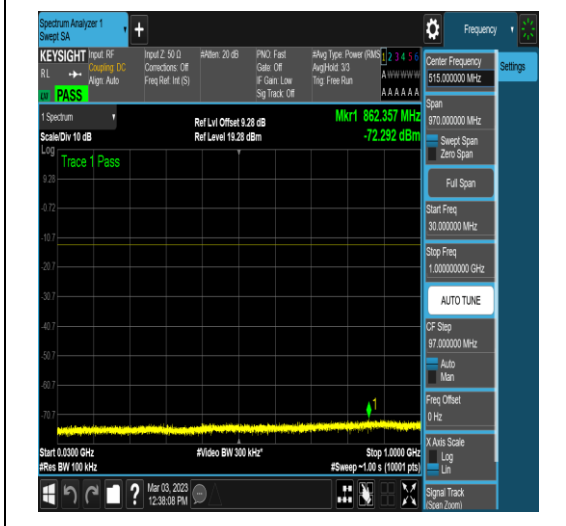 Spectrum Analyzer 1
Swept SA
+
Frequency
KEYSIGHT
RL
PASS
Input: RF
Coupling: DC
Align: Auto
Input Z: 50 Ω
Corrections: Off
Freq Ref: Int (S)
#Atten: 20 dB
PNO: Fast
Gate: Off
IF Gain: Low
Sig Track: Off
#Avg Type: Power (RMS
Avg|Hold: 3/3
Trig: Free Run
1 2 3 4 5 6
A W W W W W
A A A A A A
1 Spectrum
Scale/Div 10 dB
Ref Lvl Offset 9.28 dB
Ref Level 19.28 dBm
Mkr1 862.357 MHz
-72.292 dBm
Log
Trace 1 Pass
9.28
-0.72
-10.7
-20.7
-30.7
-40.7
-50.7
-60.7
-70.7
1
Start 0.0300 GHz
#Res BW 100 kHz
#Video BW 300 kHz*
Stop 1.0000 GHz
#Sweep ~1.00 s (10001 pts)
?
Mar 03, 2023
12:38:08 PM
Center Frequency
515.000000 MHz
Span
970.000000 MHz
Swept Span
Zero Span
Full Span
Start Freq
30.000000 MHz
Stop Freq
1.000000000 GHz
AUTO TUNE
CF Step
97.000000 MHz
Auto
Man
Freq Offset
0 Hz
X Axis Scale
Log
Lin
Signal Track
(Span Zoom)
Settings